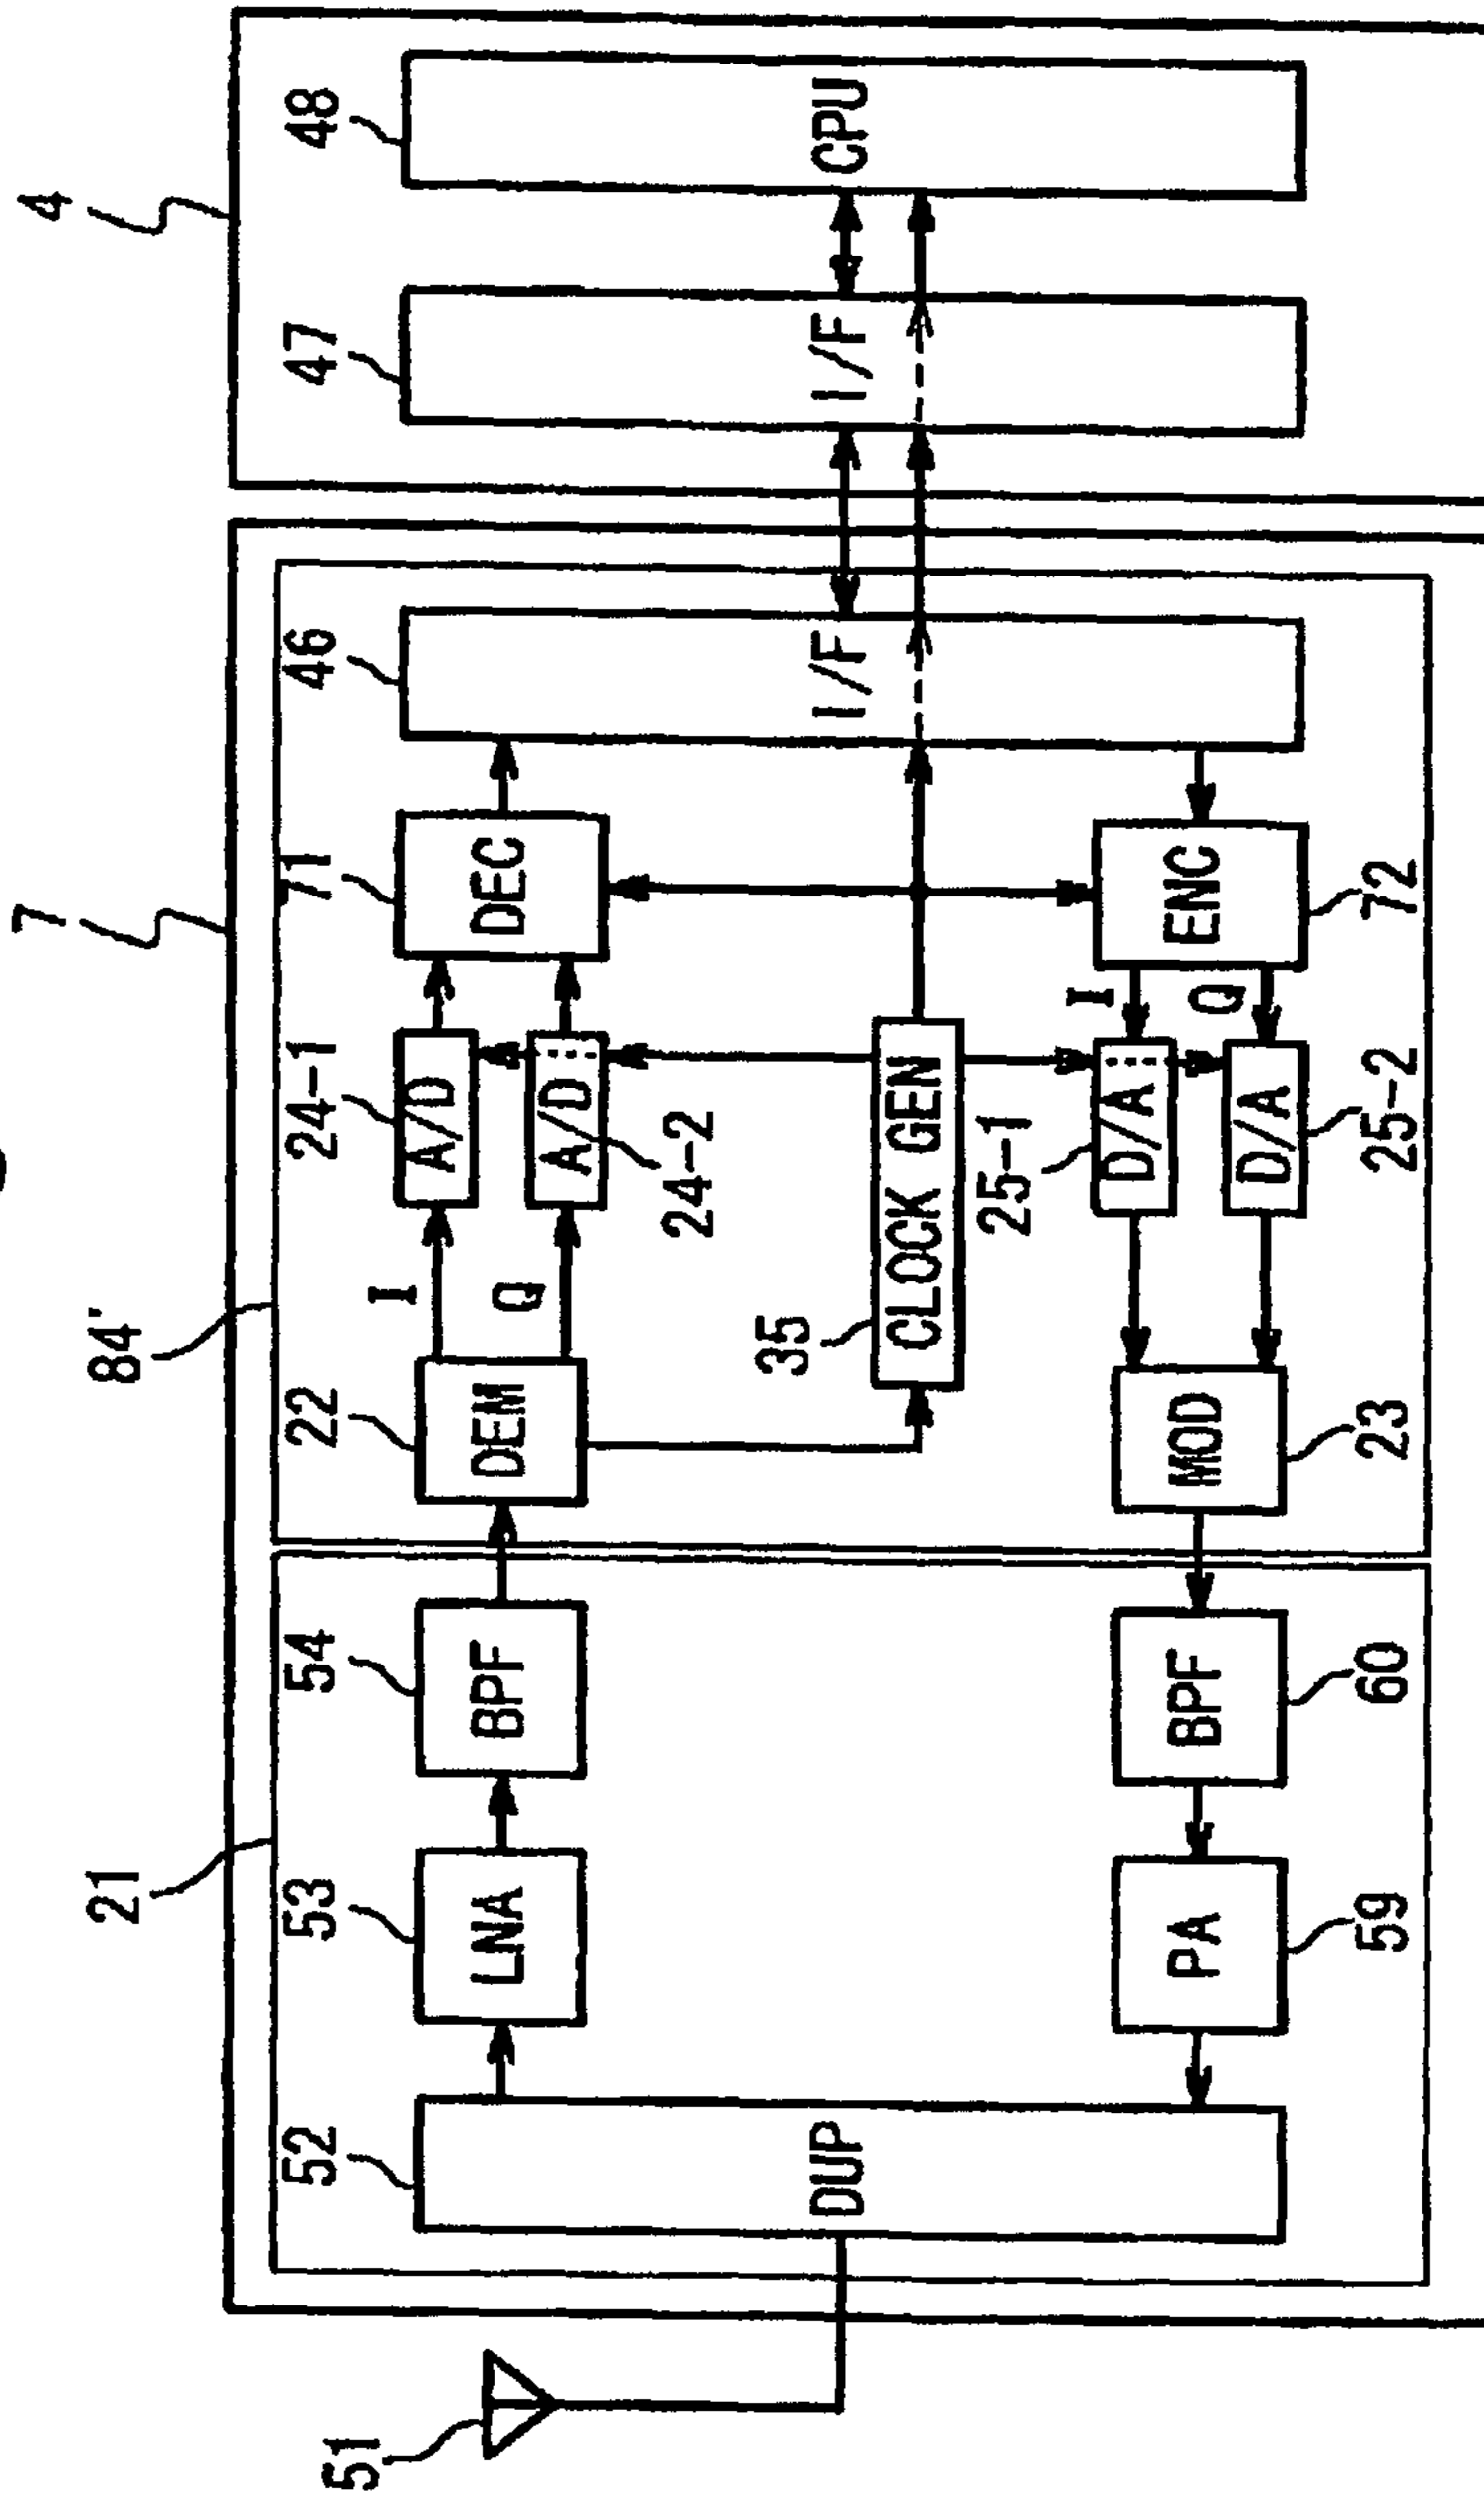 7 4
21 84'
51 52 53 54 22 24-1 71 46 47 48
I
A/D
LNA BPF DEM Q DEC
A/D
24-2
35
DUP I/F I/F CPU
CLOCK GEN
25-1
I
D/A
PA BPF MOD Q ENC
D/A
59 60 23 25-2 72